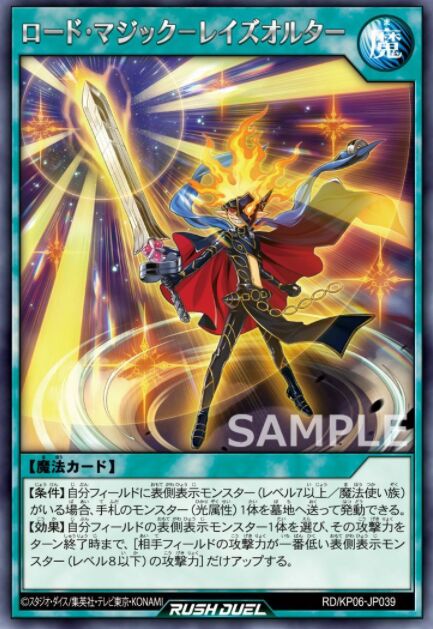 ロード・マジック－レイズオルター
魔
SAMPLE
【魔法カード】
【条件】自分フィールドに表側表示モンスター(レベル7以上／魔法使い族)
がいる場合、手札のモンスター(光属性)1体を墓地へ送って発動できる。
【効果】自分フィールドの表側表示モンスター1体を選び、その攻撃力を
ターン終了時まで、[相手フィールドの攻撃力が一番低い表側表示モンス
ター(レベル8以下)の攻撃力]だけアップする。
©スタジオ・ダイス/集英社・テレビ東京・KONAMI
RUSH DUEL
RD/KP06-JP039